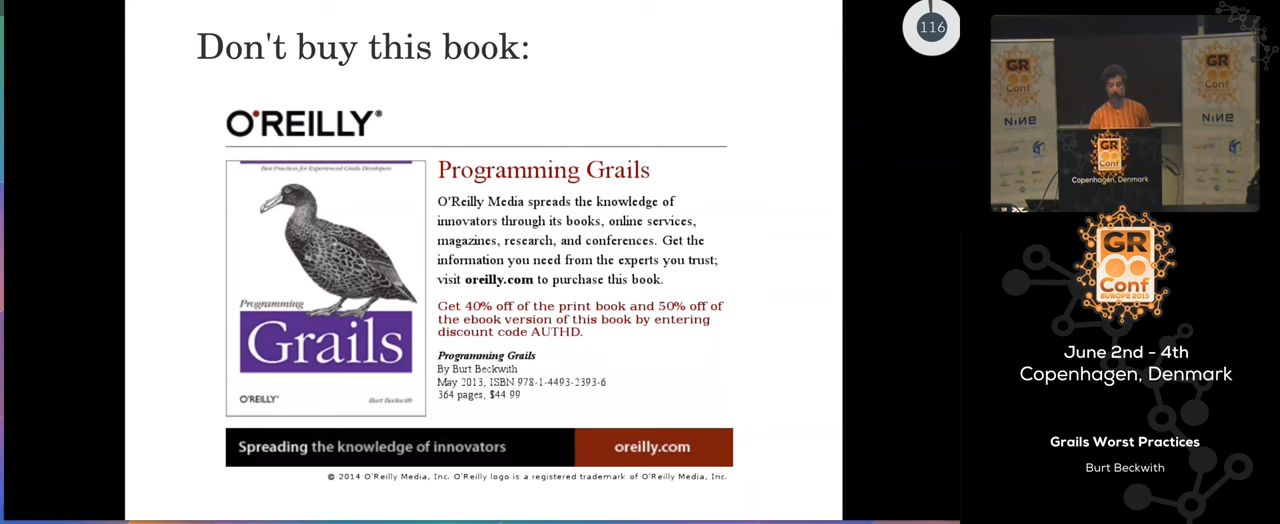 Don't buy this book:
116
O'REILLY®
Best Practices for Experienced Grails Developers
Programming
Grails
O'REILLY®
Burt Beckwith
Programming Grails
O'Reilly Media spreads the knowledge of
innovators through its books, online services,
magazines, research, and conferences. Get the
information you need from the experts you trust;
visit oreilly.com to purchase this book.
Get 40% off of the print book and 50% off of
the ebook version of this book by entering
discount code AUTHD.
Programming Grails
By Burt Beckwith
May 2013, ISBN 978-1-4493-2393-6
364 pages, $44 99
Spreading the knowledge of innovators
oreilly.com
© 2014 O'Reilly Media, Inc. O'Reilly logo is a registered trademark of O'Reilly Media, Inc.
GR
Conf
NINE
GR
Conf
NINE
GR
Conf
Copenhagen, Denmark
GR
Conf
EUROPE 2015
June 2nd - 4th
Copenhagen, Denmark
Grails Worst Practices
Burt Beckwith